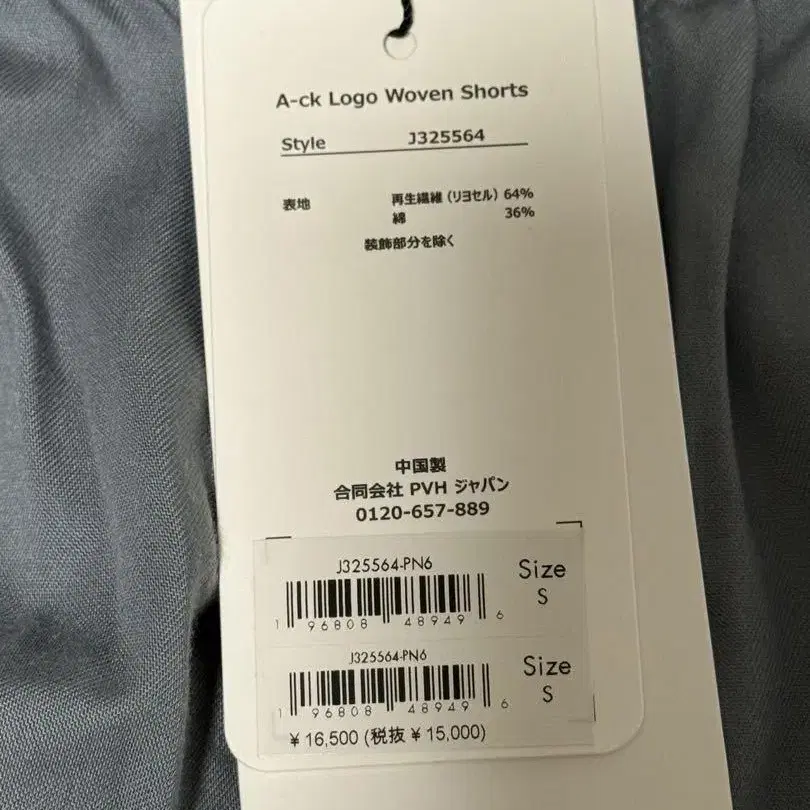 A-ck Logo Woven Shorts
Style J325564
表地 再生繊維（リヨセル）64%
綿 36%
装飾部分を除く
中国製
合同会社 PVH ジャパン
0120-657-889
J325564-PN6 Size
S
1 96808 48949 6
J325564-PN6 Size
S
1 96808 48949 6
¥ 16,500 (税抜 ¥ 15,000)